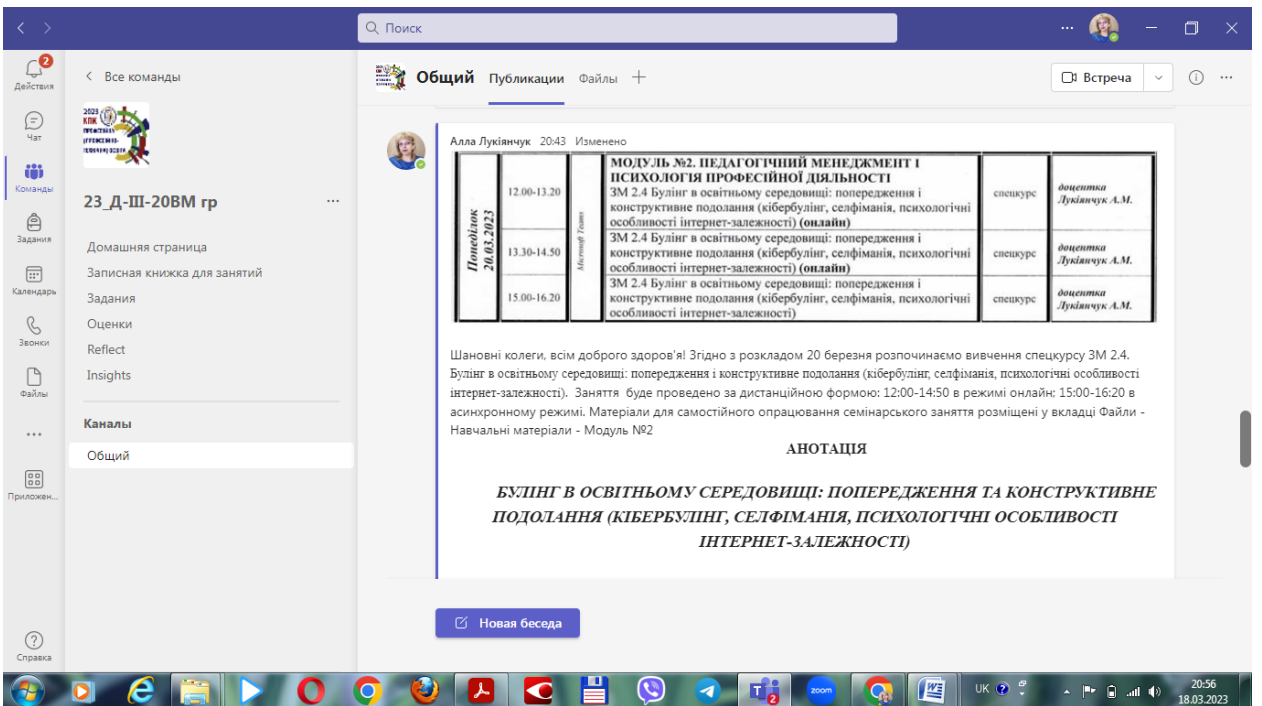 Поиск
2
Действия
Чат
Команды
Задания
Календарь
Звонки
Файлы
Приложен...
Справка
Все команды
2023
КПК
23_Д-ІІІ-20ВМ гр
Домашняя страница
Записная книжка для занятий
Задания
Оценки
Reflect
Insights
Каналы
Общий
Общий Публикации Файлы
Встреча
Алла Лукіянчук 20:43 Изменено
Понеділок
20.03.2023
Microsoft Teams
МОДУЛЬ №2. ПЕДАГОГІЧНИЙ МЕНЕДЖМЕНТ І
ПСИХОЛОГІЯ ПРОФЕСІЙНОЇ ДІЯЛЬНОСТІ
12.00-13.20
ЗМ 2.4 Булінг в освітньому середовищі: попередження і
конструктивне подолання (кібербулінг, селфіманія, психологічні
особливості інтернет-залежності) (онлайн)
спецкурс
доцентка
Лукіянчук А.М.
13.30-14.50
ЗМ 2.4 Булінг в освітньому середовищі: попередження і
конструктивне подолання (кібербулінг, селфіманія, психологічні
особливості інтернет-залежності) (онлайн)
спецкурс
доцентка
Лукіянчук А.М.
15.00-16.20
ЗМ 2.4 Булінг в освітньому середовищі: попередження і
конструктивне подолання (кібербулінг, селфіманія, психологічні
особливості інтернет-залежності)
спецкурс
доцентка
Лукіянчук А.М.
Шановні колеги, всім доброго здоров'я! Згідно з розкладом 20 березня розпочинаємо вивчення спецкурсу ЗМ 2.4.
Булінг в освітньому середовищі: попередження і конструктивне подолання (кібербулінг, селфіманія, психологічні особливості
інтернет-залежності). Заняття буде проведено за дистанційною формою: 12:00-14:50 в режимі онлайн; 15:00-16:20 в
асинхронному режимі. Матеріали для самостійного опрацювання семінарського заняття розміщені у вкладці Файли -
Навчальні матеріали - Модуль №2
АНОТАЦІЯ
БУЛІНГ В ОСВІТНЬОМУ СЕРЕДОВИЩІ: ПОПЕРЕДЖЕННЯ ТА КОНСТРУКТИВНЕ
ПОДОЛАННЯ (КІБЕРБУЛІНГ, СЕЛФІМАНІЯ, ПСИХОЛОГІЧНІ ОСОБЛИВОСТІ
ІНТЕРНЕТ-ЗАЛЕЖНОСТІ)
Новая беседа
zoom
UK
20:56
18.03.2023